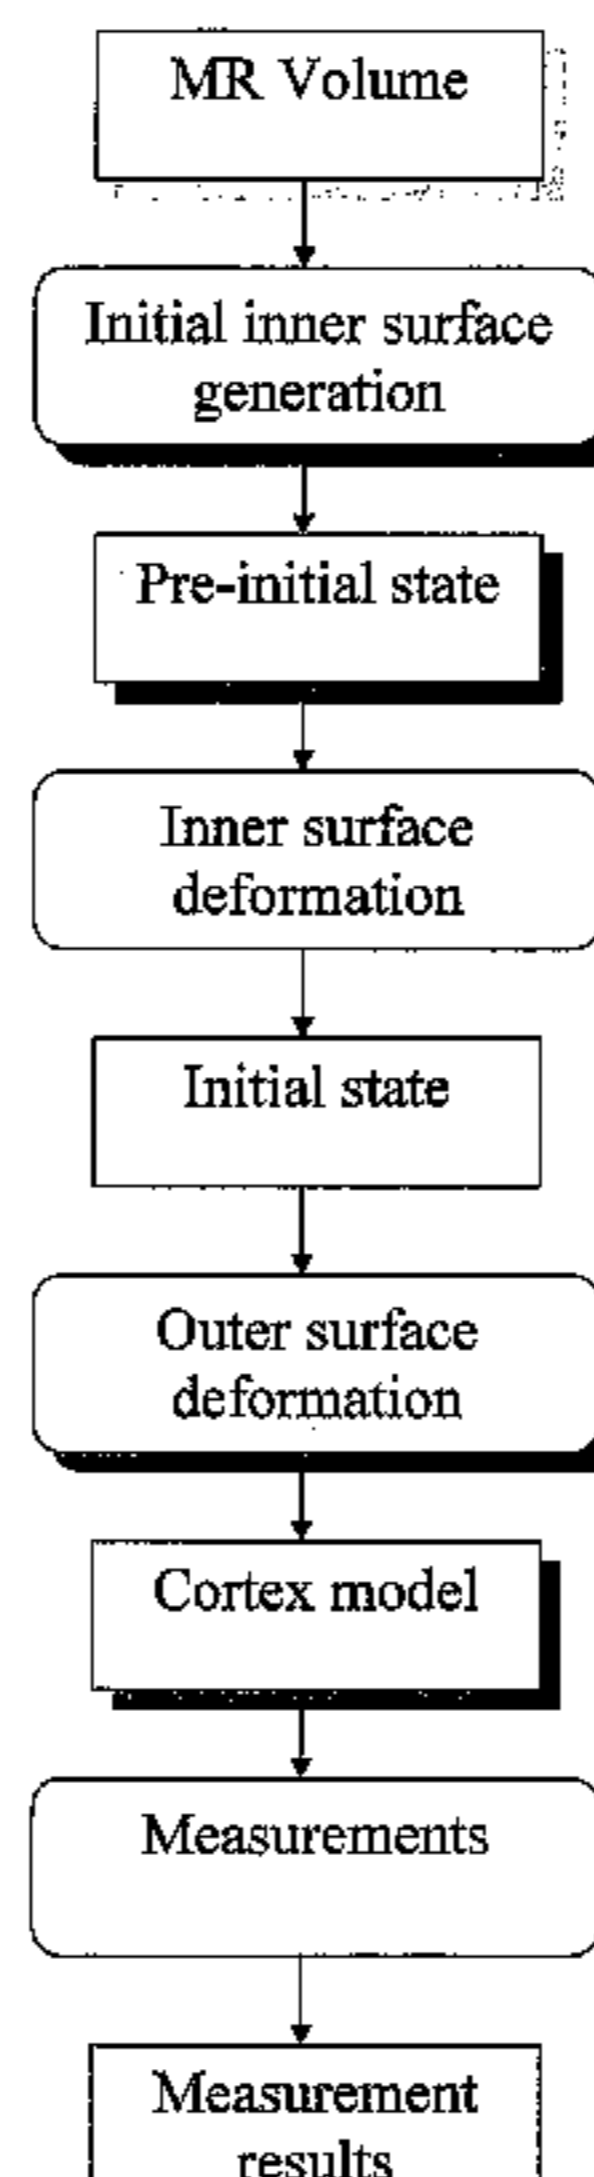 MR Volume
Initial inner surface
generation
Pre-initial state
Inner surface
deformation
Initial state
Outer surface
deformation
Cortex model
Measurements
Measurement
results